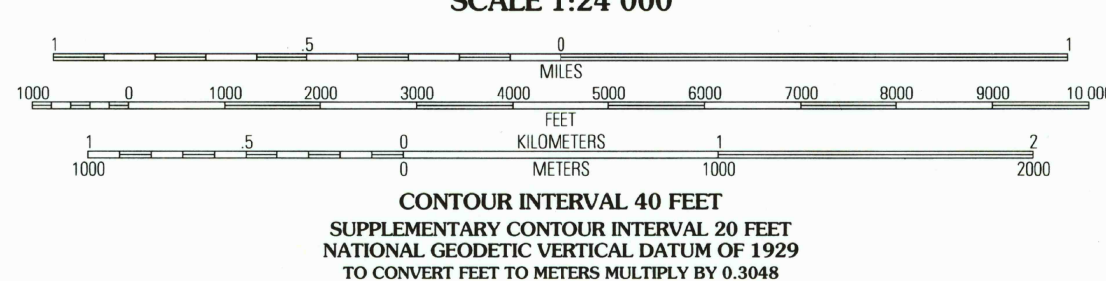 SCALE 1:24 000
1 .5 0 1
MILES
1000 0 1000 2000 3000 4000 5000 6000 7000 8000 9000 10 000
FEET
1 .5 0 KILOMETERS 1 2
1000 0 METERS 1000 2000
CONTOUR INTERVAL 40 FEET
SUPPLEMENTARY CONTOUR INTERVAL 20 FEET
NATIONAL GEODETIC VERTICAL DATUM OF 1929
TO CONVERT FEET TO METERS MULTIPLY BY 0.3048